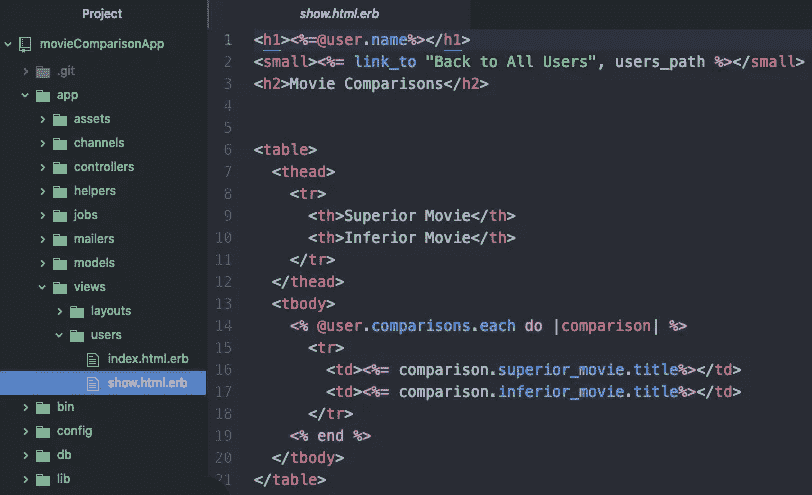 Project
movieComparisonApp
.git
app
assets
channels
controllers
helpers
jobs
mailers
models
views
layouts
users
index.html.erb
show.html.erb
bin
config
db
lib
show.html.erb
1 <h1><%=@user.name%></h1>
2 <small><%= link_to "Back to All Users", users_path %></small>
3 <h2>Movie Comparisons</h2>
4
5
6 <table>
7 <thead>
8 <tr>
9 <th>Superior Movie</th>
10 <th>Inferior Movie</th>
11 </tr>
12 </thead>
13 <tbody>
14 <% @user.comparisons.each do |comparison| %>
15 <tr>
16 <td><%= comparison.superior_movie.title%></td>
17 <td><%= comparison.inferior_movie.title%></td>
18 </tr>
19 <% end %>
20 </tbody>
21 </table>